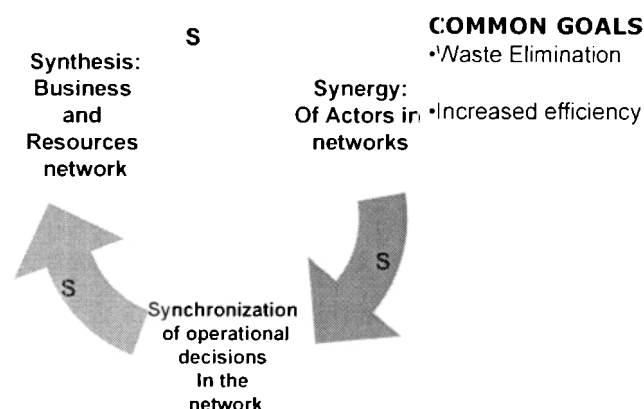 S
Synthesis:
Business
and
Resources
network
Synergy:
Of Actors in
networks
COMMON GOALS
•Waste Elimination
•Increased efficiency
S
S
Synchronization
of operational
decisions
In the
network